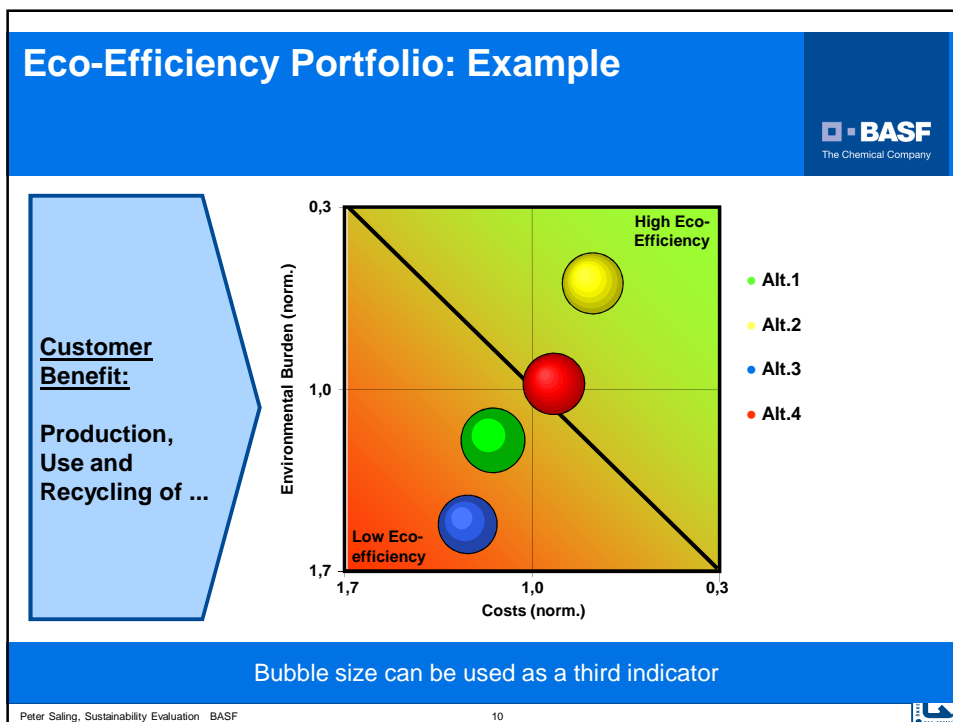 Eco-Efficiency Portfolio: Example
BASF
The Chemical Company
Customer
Benefit:
Production,
Use and
Recycling of ...
Environmental Burden (norm.)
0,3
1,0
1,7
High Eco-
Efficiency
Low Eco-
efficiency
1,7
1,0
0,3
Costs (norm.)
Alt.1
Alt.2
Alt.3
Alt.4
Bubble size can be used as a third indicator
Peter Saling, Sustainability Evaluation BASF
10